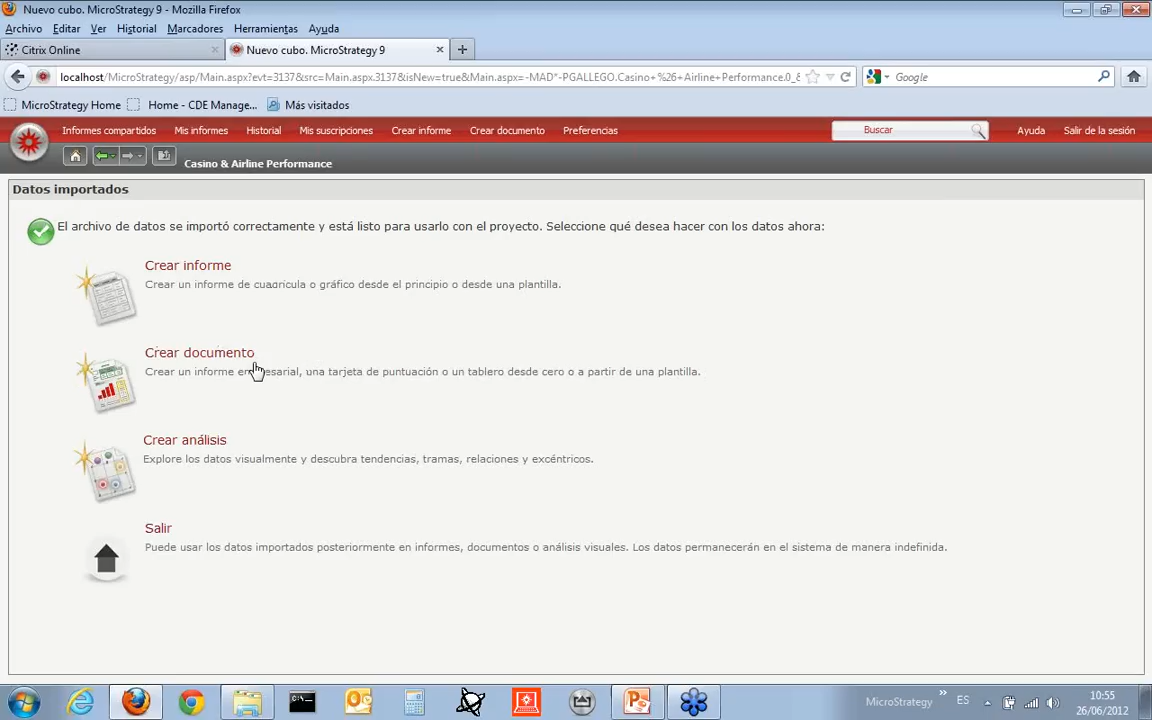 Nuevo cubo. MicroStrategy 9 - Mozilla Firefox
Archivo Editar Ver Historial Marcadores Herramientas Ayuda
Citrix Online Nuevo cubo. MicroStrategy 9
localhost/MicroStrategy/asp/Main.aspx?evt=3137&src=Main.aspx.3137&isNew=true&Main.aspx=-MAD*-PGALLEGO.Casino+%26+Airline+Performance.0_& Google
MicroStrategy Home Home - CDE Manage... Más visitados
Informes compartidos Mis informes Historial Mis suscripciones Crear informe Crear documento Preferencias Buscar Ayuda Salir de la sesión
Casino & Airline Performance
Datos importados
El archivo de datos se importó correctamente y está listo para usarlo con el proyecto. Seleccione qué desea hacer con los datos ahora:
Crear informe
Crear un informe de cuadrícula o gráfico desde el principio o desde una plantilla.
Crear documento
Crear un informe empresarial, una tarjeta de puntuación o un tablero desde cero o a partir de una plantilla.
Crear análisis
Explore los datos visualmente y descubra tendencias, tramas, relaciones y excéntricos.
Salir
Puede usar los datos importados posteriormente en informes, documentos o análisis visuales. Los datos permanecerán en el sistema de manera indefinida.
MicroStrategy » ES 10:55
26/06/2012